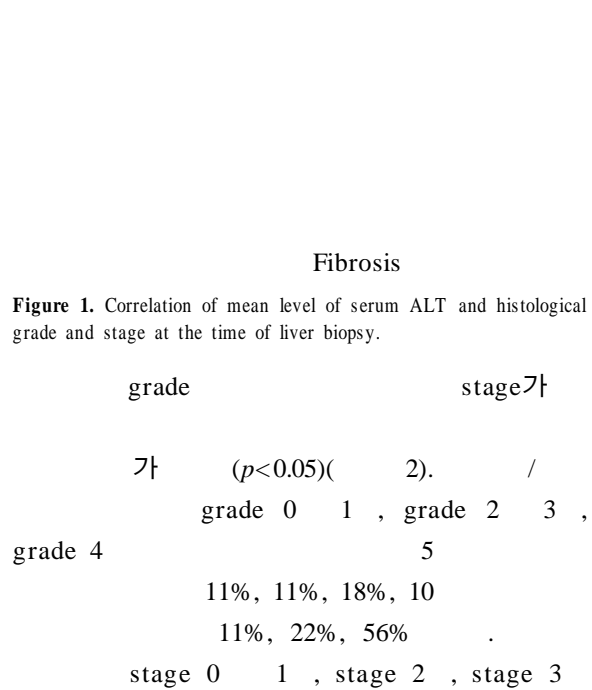 Fibrosis
Figure 1. Correlation of mean level of serum ALT and histological
grade and stage at the time of liver biopsy.
grade stage가
가 (p<0.05)( 2). /
grade 0 1 , grade 2 3 ,
grade 4 5
11%, 11%, 18%, 10
11%, 22%, 56% .
stage 0 1 , stage 2 , stage 3